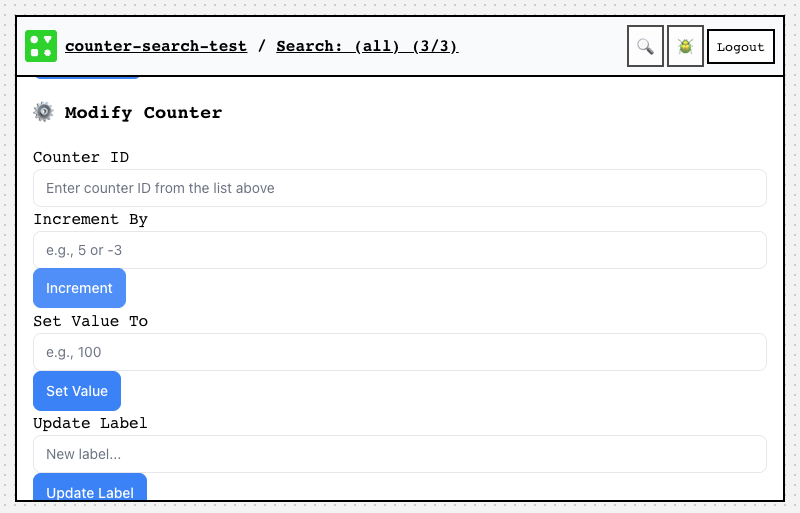 counter-search-test / Search: (all) (3/3)
Logout
Modify Counter
Counter ID
Enter counter ID from the list above
Increment By
e.g., 5 or -3
Increment
Set Value To
e.g., 100
Set Value
Update Label
New label...
Update Label